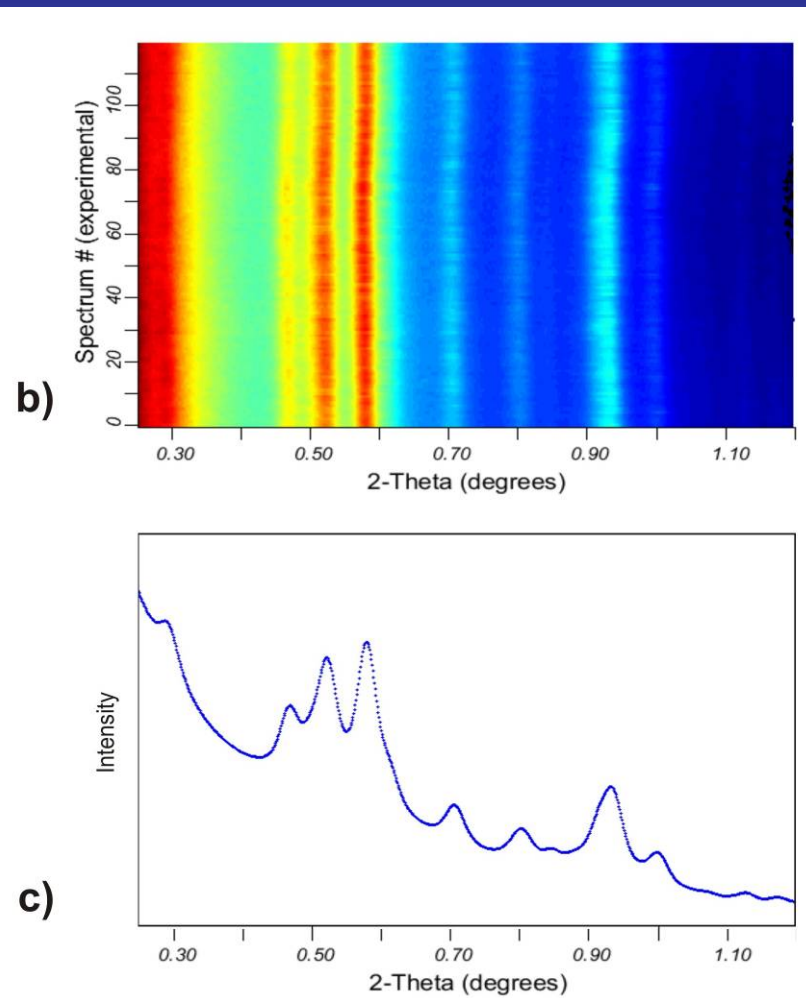 b)
Spectrum # (experimental)
100
80
60
40
20
0
0.30 0.50 0.70 0.90 1.10
2-Theta (degrees)
c)
Intensity
0.30 0.50 0.70 0.90 1.10
2-Theta (degrees)